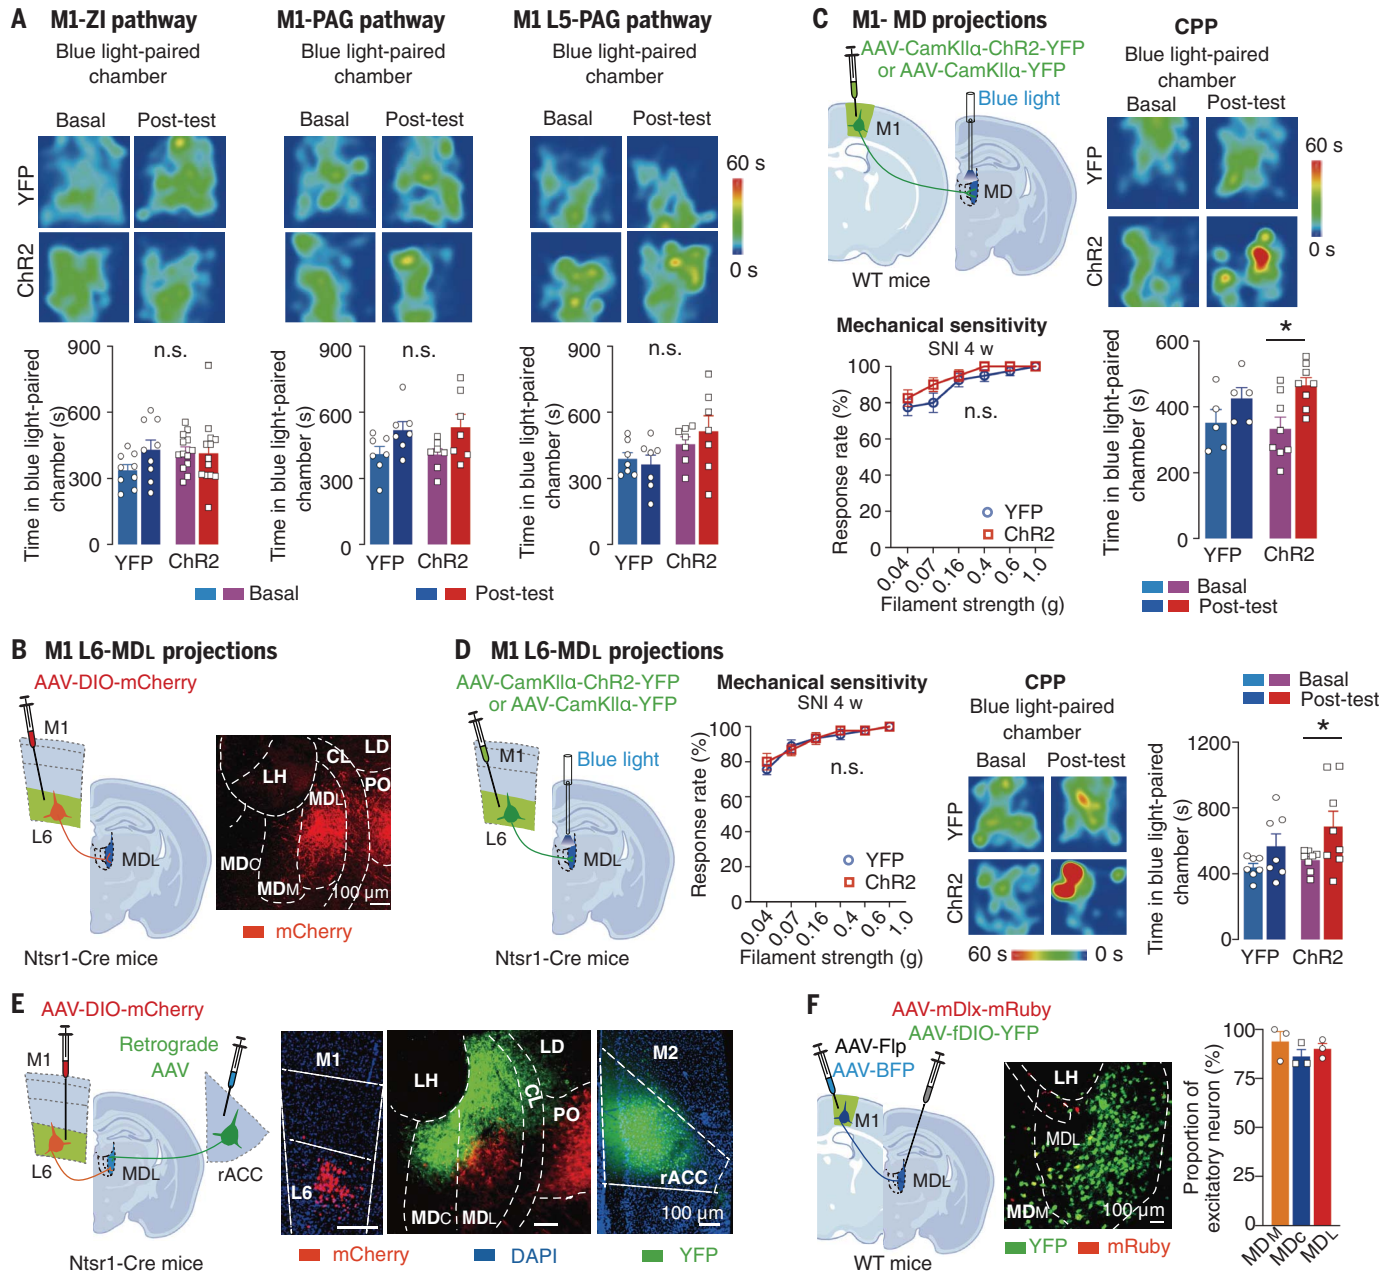 A
M1-ZI pathway
Blue light-paired
chamber
Basal
Post-test
YFP
ChR2
Time in blue light-paired
chamber (s)
900
600
300
0
n.s.
YFP
ChR2
M1-PAG pathway
Blue light-paired
chamber
Basal
Post-test
Time in blue light-paired
chamber (s)
900
600
300
0
n.s.
YFP
ChR2
M1 L5-PAG pathway
Blue light-paired
chamber
Basal
Post-test
60 s
0 s
Time in blue light-paired
chamber (s)
900
600
300
0
n.s.
YFP
ChR2
Basal
Post-test
C
M1- MD projections
AAV-CamKllα-ChR2-YFP
or AAV-CamKllα-YFP
Blue light
M1
MD
WT mice
CPP
Blue light-paired
chamber
Basal
Post-test
YFP
ChR2
60 s
0 s
Mechanical sensitivity
SNI 4 w
Response rate (%)
100
80
60
40
20
0
n.s.
YFP
ChR2
0.04
0.07
0.16
0.4
0.6
1.0
Filament strength (g)
Time in blue light-paired
chamber (s)
600
400
200
0
*
YFP
ChR2
Basal
Post-test
B
M1 L6-MDL projections
AAV-DIO-mCherry
M1
L6
MDL
Ntsr1-Cre mice
LH
CL
LD
PO
MDL
MDC
MDM
100 µm
mCherry
D
M1 L6-MDL projections
AAV-CamKllα-ChR2-YFP
or AAV-CamKllα-YFP
M1
L6
Blue light
MDL
Ntsr1-Cre mice
Mechanical sensitivity
SNI 4 w
Response rate (%)
100
80
60
40
20
0
n.s.
YFP
ChR2
0.04
0.07
0.16
0.4
0.6
1.0
Filament strength (g)
CPP
Blue light-paired
chamber
Basal
Post-test
YFP
ChR2
60 s
0 s
Basal
Post-test
Time in blue light-paired
chamber (s)
1200
800
400
0
*
YFP
ChR2
E
AAV-DIO-mCherry
M1
Retrograde
AAV
L6
MDL
rACC
Ntsr1-Cre mice
M1
L6
LH
LD
CL
PO
MDC
MDL
M2
rACC
100 µm
mCherry
DAPI
YFP
F
AAV-mDlx-mRuby
AAV-fDIO-YFP
AAV-Flp
AAV-BFP
M1
MDL
WT mice
LH
MDL
MDM
100 µm
YFP
mRuby
Proportion of
excitatory neuron (%)
100
75
50
25
0
MDM
MDC
MDL